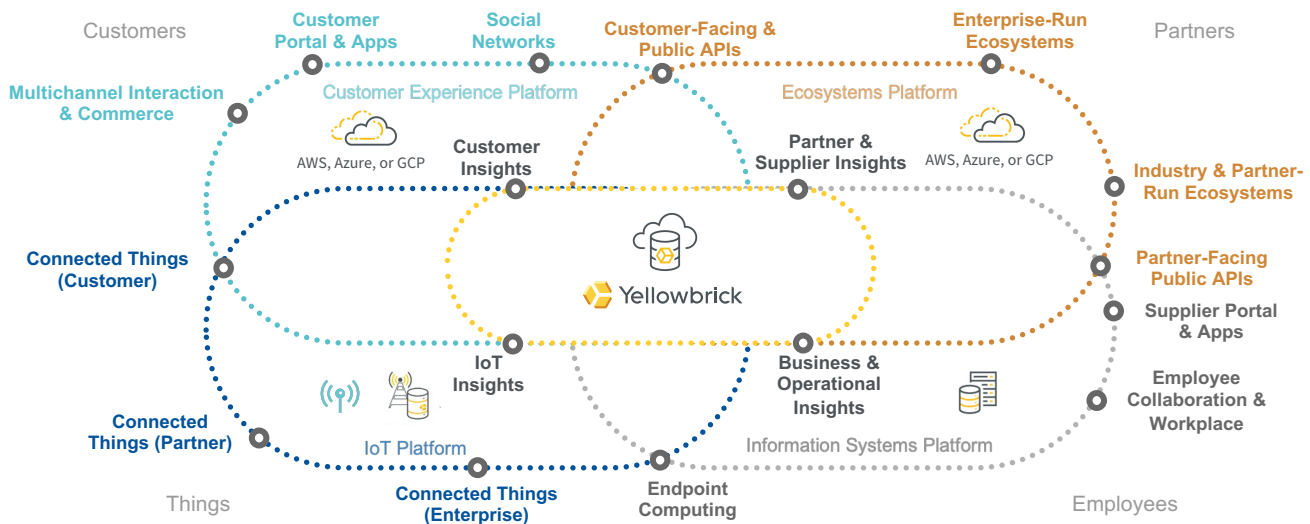 Customers
Customer
Portal & Apps
Social
Networks
Customer-Facing &
Public APIs
Enterprise-Run
Ecosystems
Partners
Multichannel Interaction
& Commerce
Customer Experience Platform
Ecosystems Platform
AWS, Azure, or GCP
Customer
Insights
Partner &
Supplier Insights
AWS, Azure, or GCP
Industry & Partner-
Run Ecosystems
Connected Things
(Customer)
Yellowbrick
Partner-Facing
Public APIs
Supplier Portal
& Apps
IoT
Insights
Business &
Operational
Insights
Employee
Collaboration &
Workplace
Connected
Things (Partner)
IoT Platform
Information Systems Platform
Things
Connected Things
(Enterprise)
Endpoint
Computing
Employees